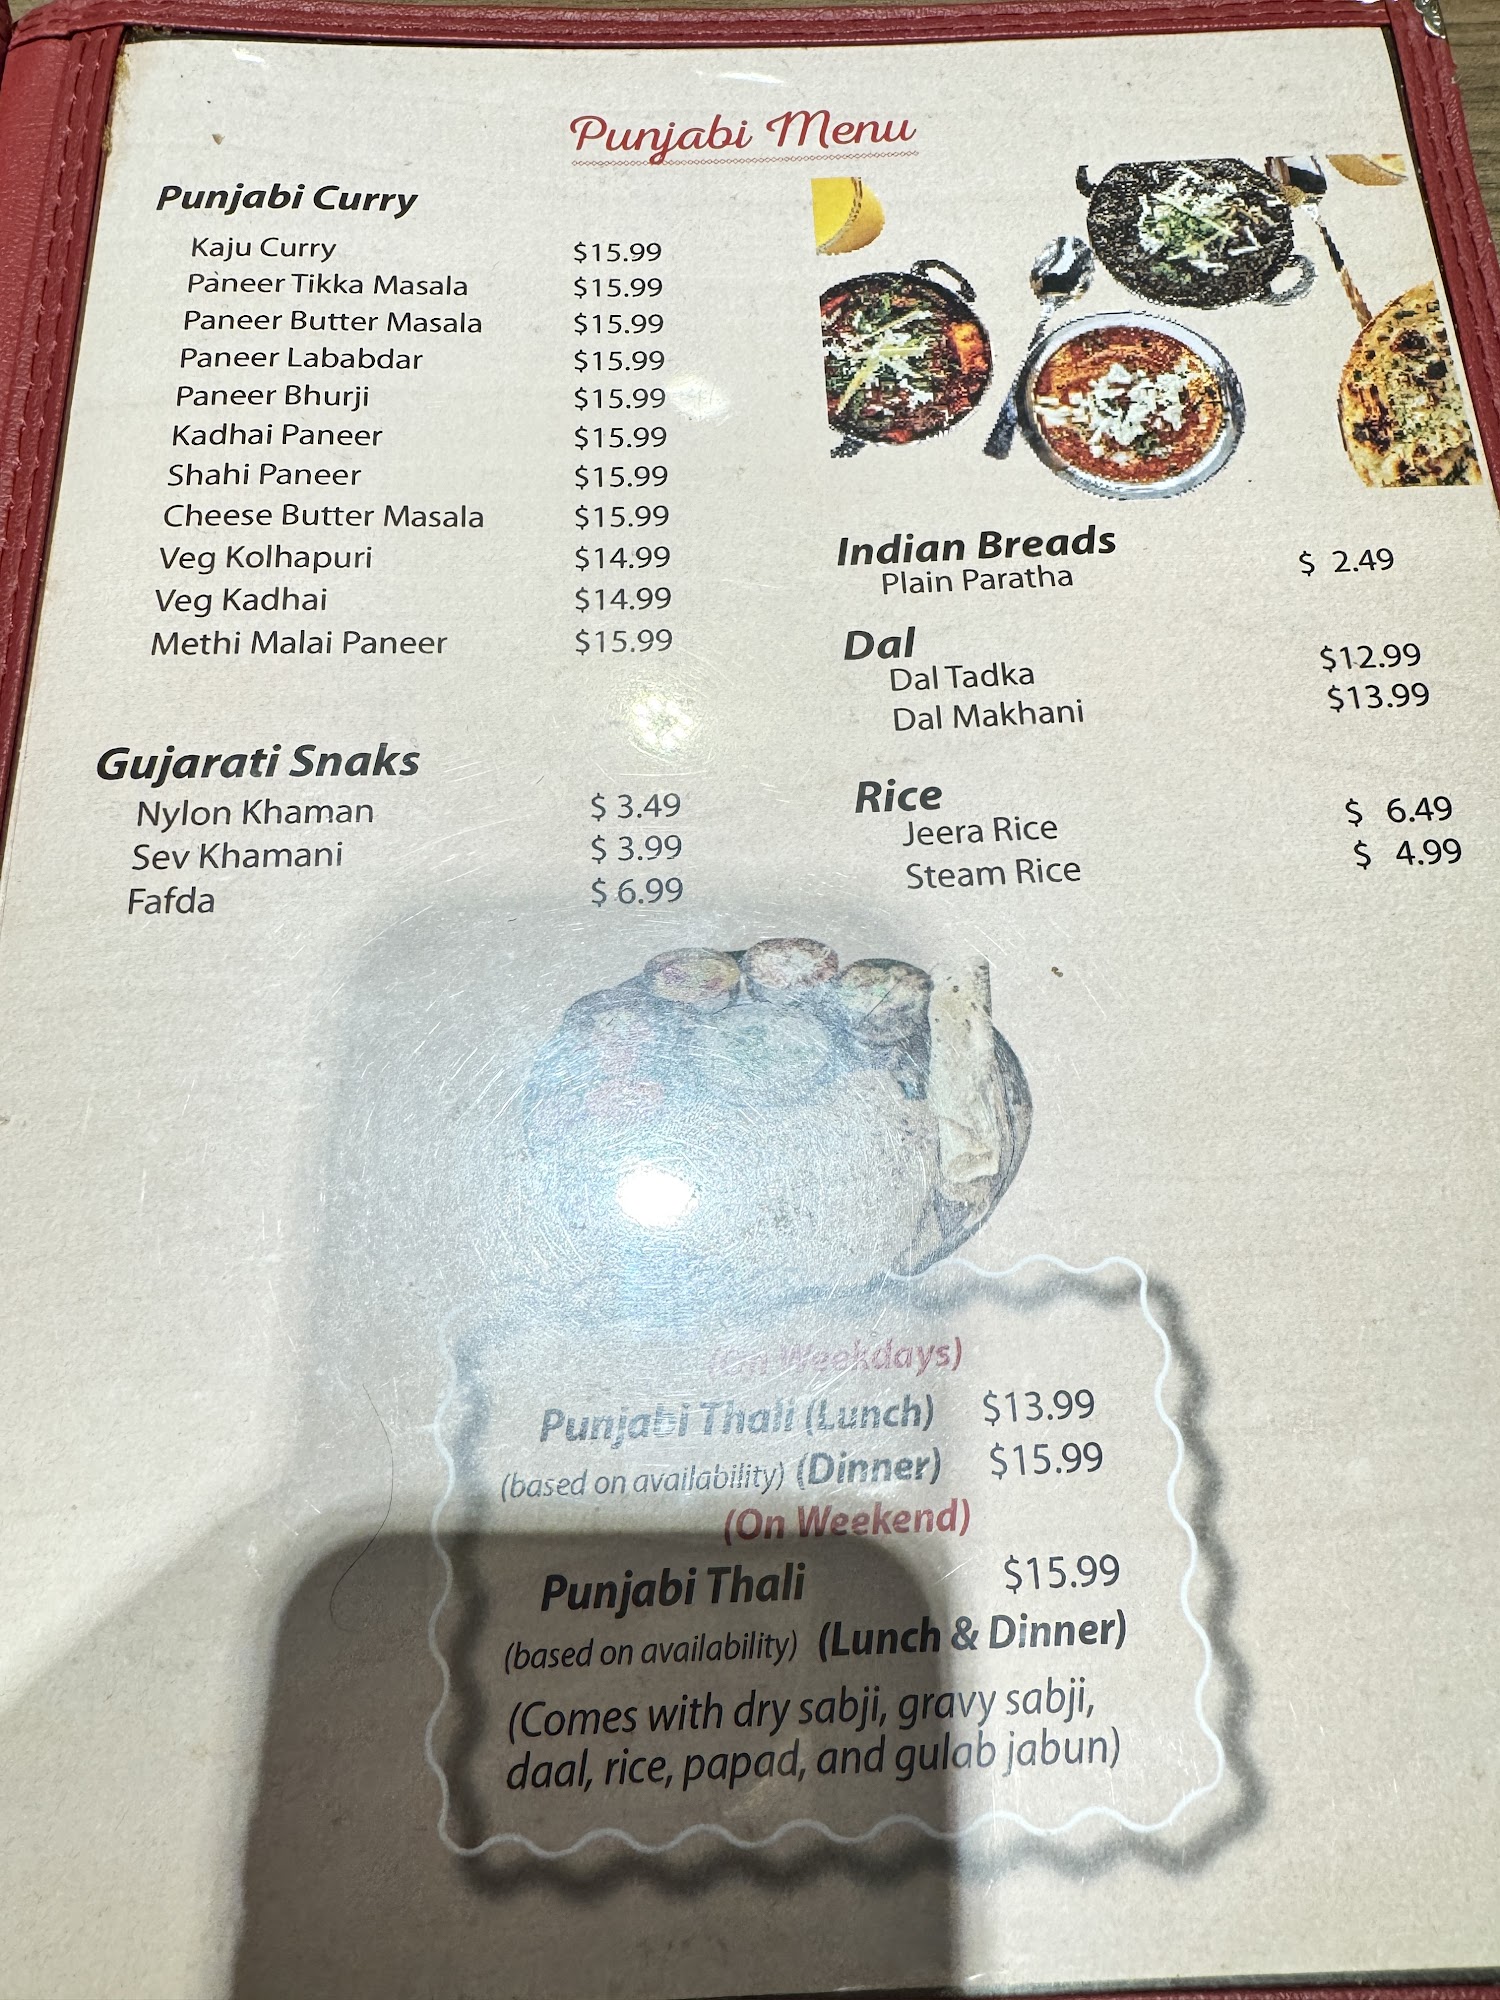 Punjabi Menu
Punjabi Curry
Kaju Curry $15.99
Paneer Tikka Masala $15.99
Paneer Butter Masala $15.99
Paneer Lababdar $15.99
Paneer Bhurji $15.99
Kadhai Paneer $15.99
Shahi Paneer $15.99
Cheese Butter Masala $15.99
Veg Kolhapuri $14.99
Veg Kadhai $14.99
Methi Malai Paneer $15.99
Gujarati Snaks
Nylon Khaman $ 3.49
Sev Khamani $ 3.99
Fafda $ 6.99
Indian Breads
Plain Paratha $ 2.49
Dal
Dal Tadka $12.99
Dal Makhani $13.99
Rice
Jeera Rice $ 6.49
Steam Rice $ 4.99
(On Weekdays)
Punjabi Thali (Lunch) $13.99
(based on availability) (Dinner) $15.99
(On Weekend)
Punjabi Thali $15.99
(based on availability) (Lunch & Dinner)
(Comes with dry sabji, gravy sabji,
daal, rice, papad, and gulab jabun)